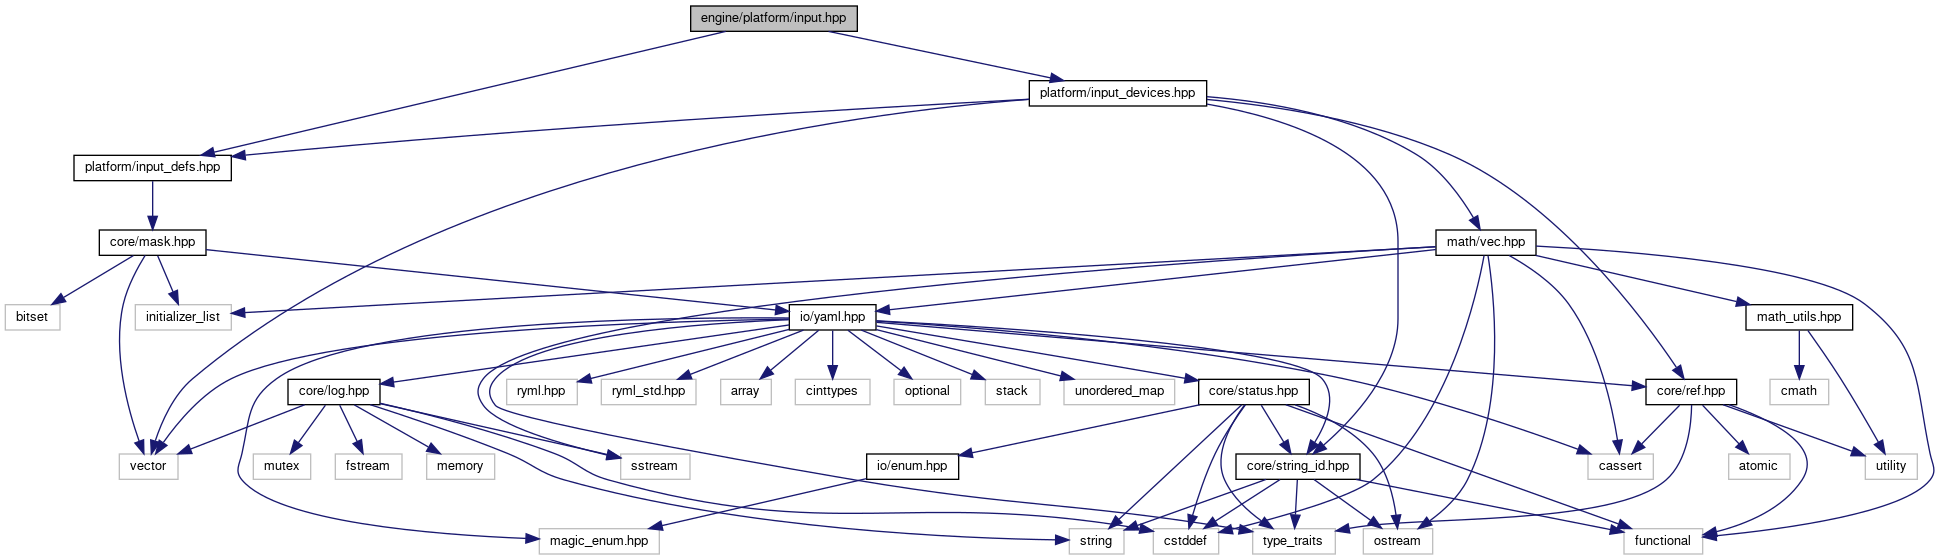 engine/platform/input.hpp
platform/input_devices.hpp
platform/input_defs.hpp
core/mask.hpp
math/vec.hpp
bitset
initializer_list
io/yaml.hpp
math_utils.hpp
core/log.hpp
ryml.hpp
ryml_std.hpp
array
cinttypes
optional
stack
unordered_map
core/status.hpp
core/ref.hpp
cmath
vector
mutex
fstream
memory
sstream
io/enum.hpp
core/string_id.hpp
cassert
atomic
utility
magic_enum.hpp
string
cstddef
type_traits
ostream
functional